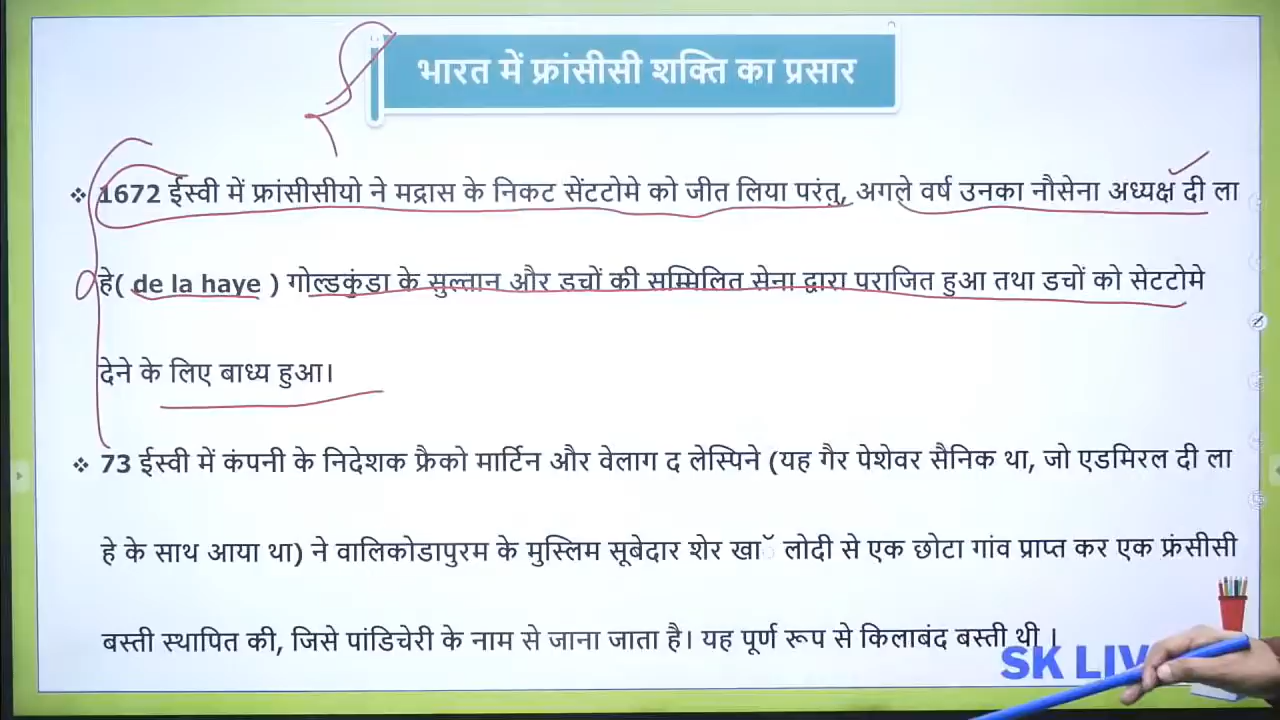 भारत में फ्रांसीसी शक्ति का प्रसार
❖ 1672 ईस्वी में फ्रांसीसीयो ने मद्रास के निकट सेंटटोमे को जीत लिया परंतु, अगले वर्ष उनका नौसेना अध्यक्ष दी ला
हे( de la haye ) गोल्डकुंडा के सुल्तान और डचों की सम्मिलित सेना द्वारा पराजित हुआ तथा डचों को सेटटोमे
देने के लिए बाध्य हुआ।
❖ 73 ईस्वी में कंपनी के निदेशक फ्रैको मार्टिन और वेलाग द लेस्पिने (यह गैर पेशेवर सैनिक था, जो एडमिरल दी ला
हे के साथ आया था) ने वालिकोडापुरम के मुस्लिम सूबेदार शेर खाॅ लोदी से एक छोटा गांव प्राप्त कर एक फ्रंसीसी
बस्ती स्थापित की, जिसे पांडिचेरी के नाम से जाना जाता है। यह पूर्ण रूप से किलाबंद बस्ती थी ।
SK LIV